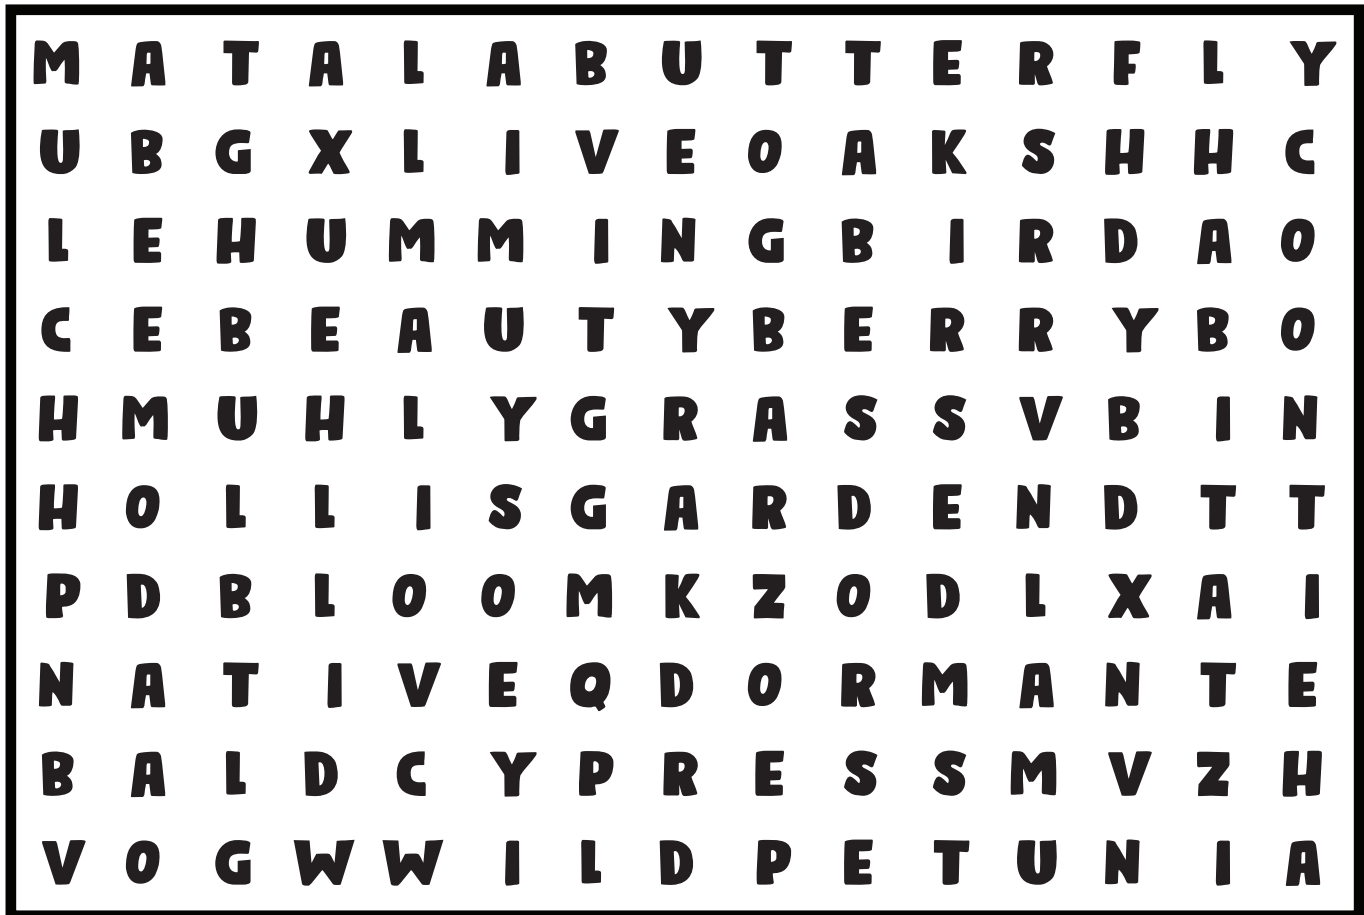 M A T A L A B U T T E R F L Y
U B G X L I V E O A K S H H C
L E H U M M I N G B I R D A O
C E B E A U T Y B E R R Y B O
H M U H L Y G R A S S V B I N
H O L L I S G A R D E N D T T
P D B L O O M K Z O D L X A I
N A T I V E Q D O R M A N T E
B A L D C Y P R E S S M V Z H
V O G W W I L D P E T U N I A